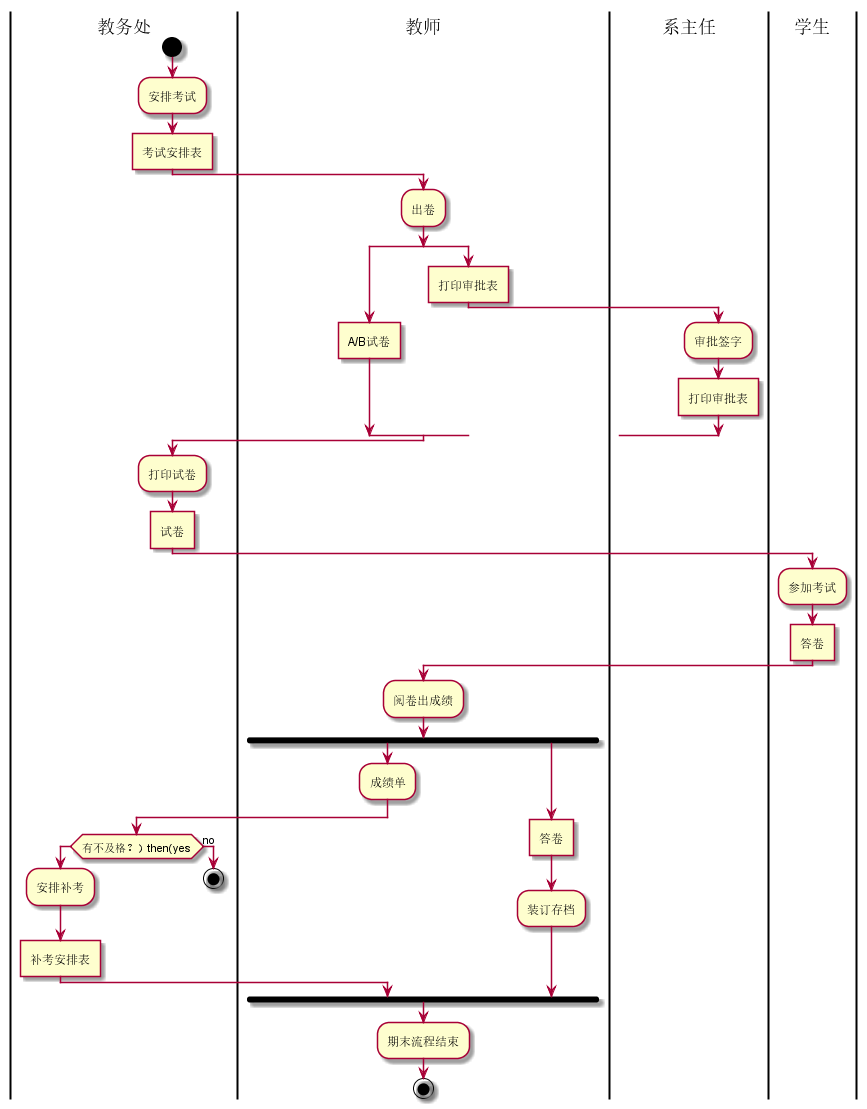 教务处
教师
系主任
学生
安排考试
考试安排表
出卷
打印审批表
A/B试卷
审批签字
打印审批表
打印试卷
试卷
参加考试
答卷
阅卷出成绩
成绩单
答卷
有不及格？) then(yes
no
安排补考
装订存档
补考安排表
期末流程结束